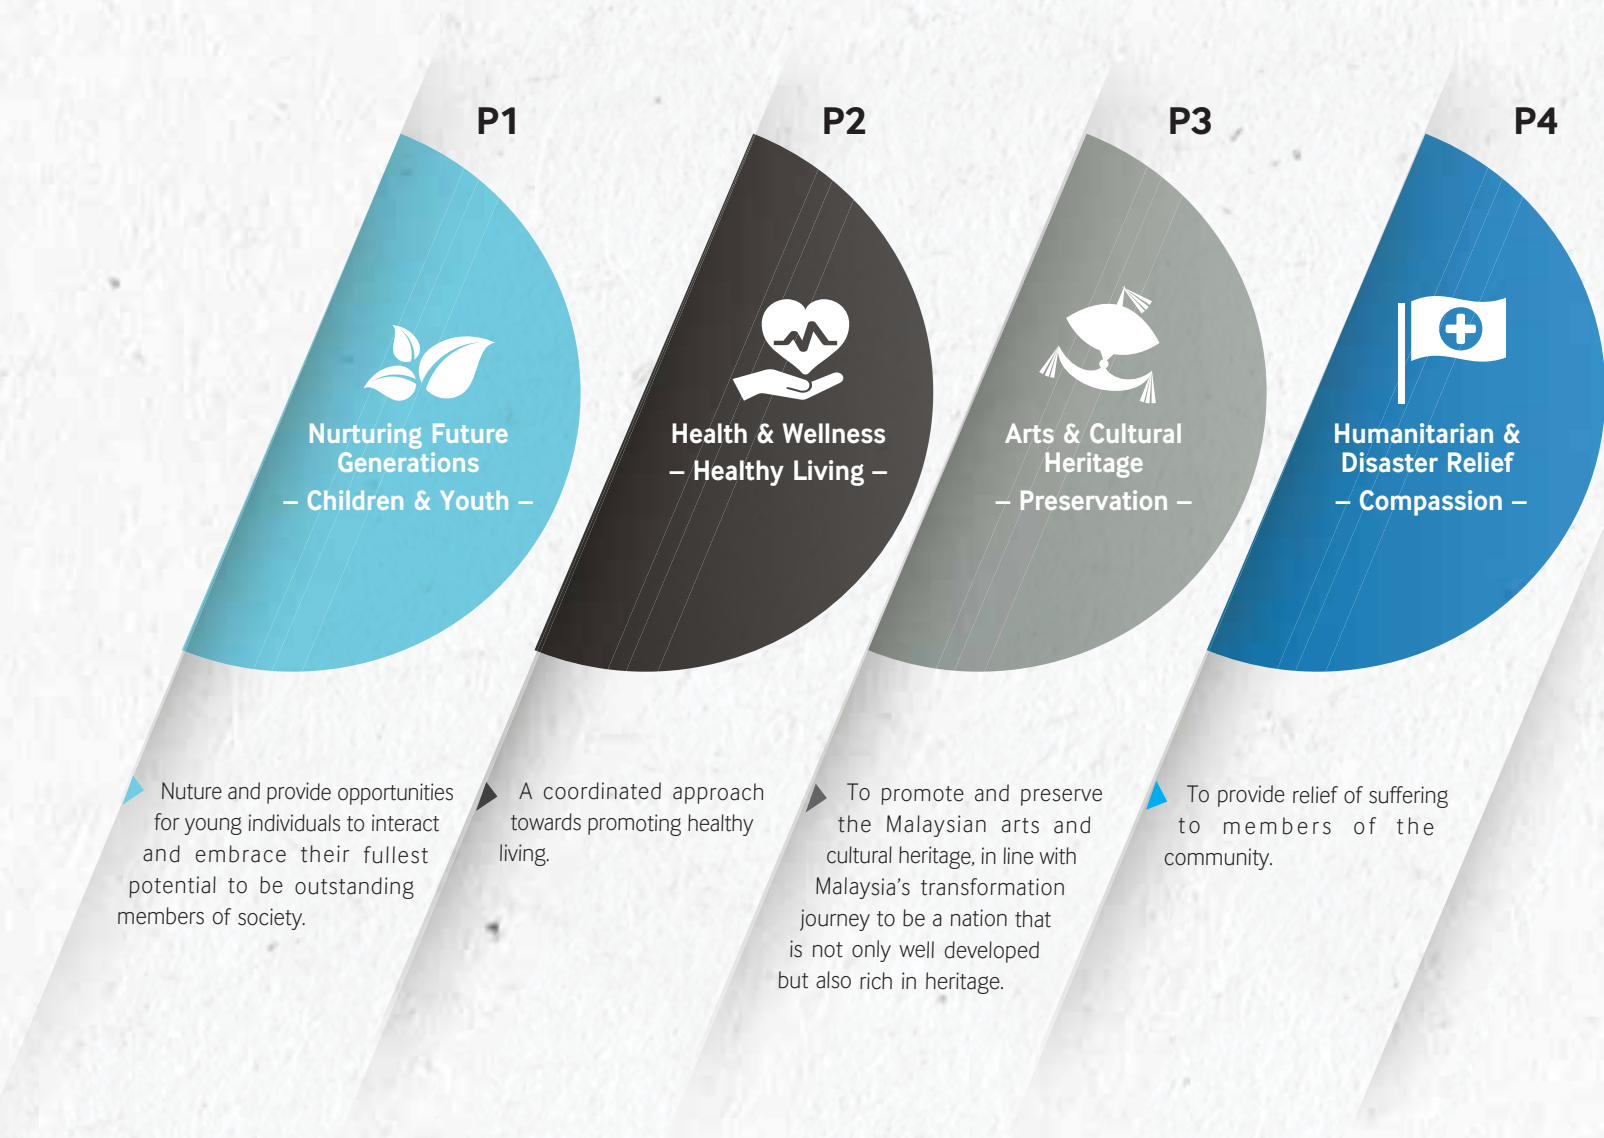 P1
Nurturing Future
Generations
– Children & Youth –
Nuture and provide opportunities
for young individuals to interact
and embrace their fullest
potential to be outstanding
members of society.
P2
Health & Wellness
– Healthy Living –
A coordinated approach
towards promoting healthy
living.
P3
Arts & Cultural
Heritage
– Preservation –
To promote and preserve
the Malaysian arts and
cultural heritage, in line with
Malaysia’s transformation
journey to be a nation that
is not only well developed
but also rich in heritage.
P4
Humanitarian &
Disaster Relief
– Compassion –
To provide relief of suffering
to members of the
community.